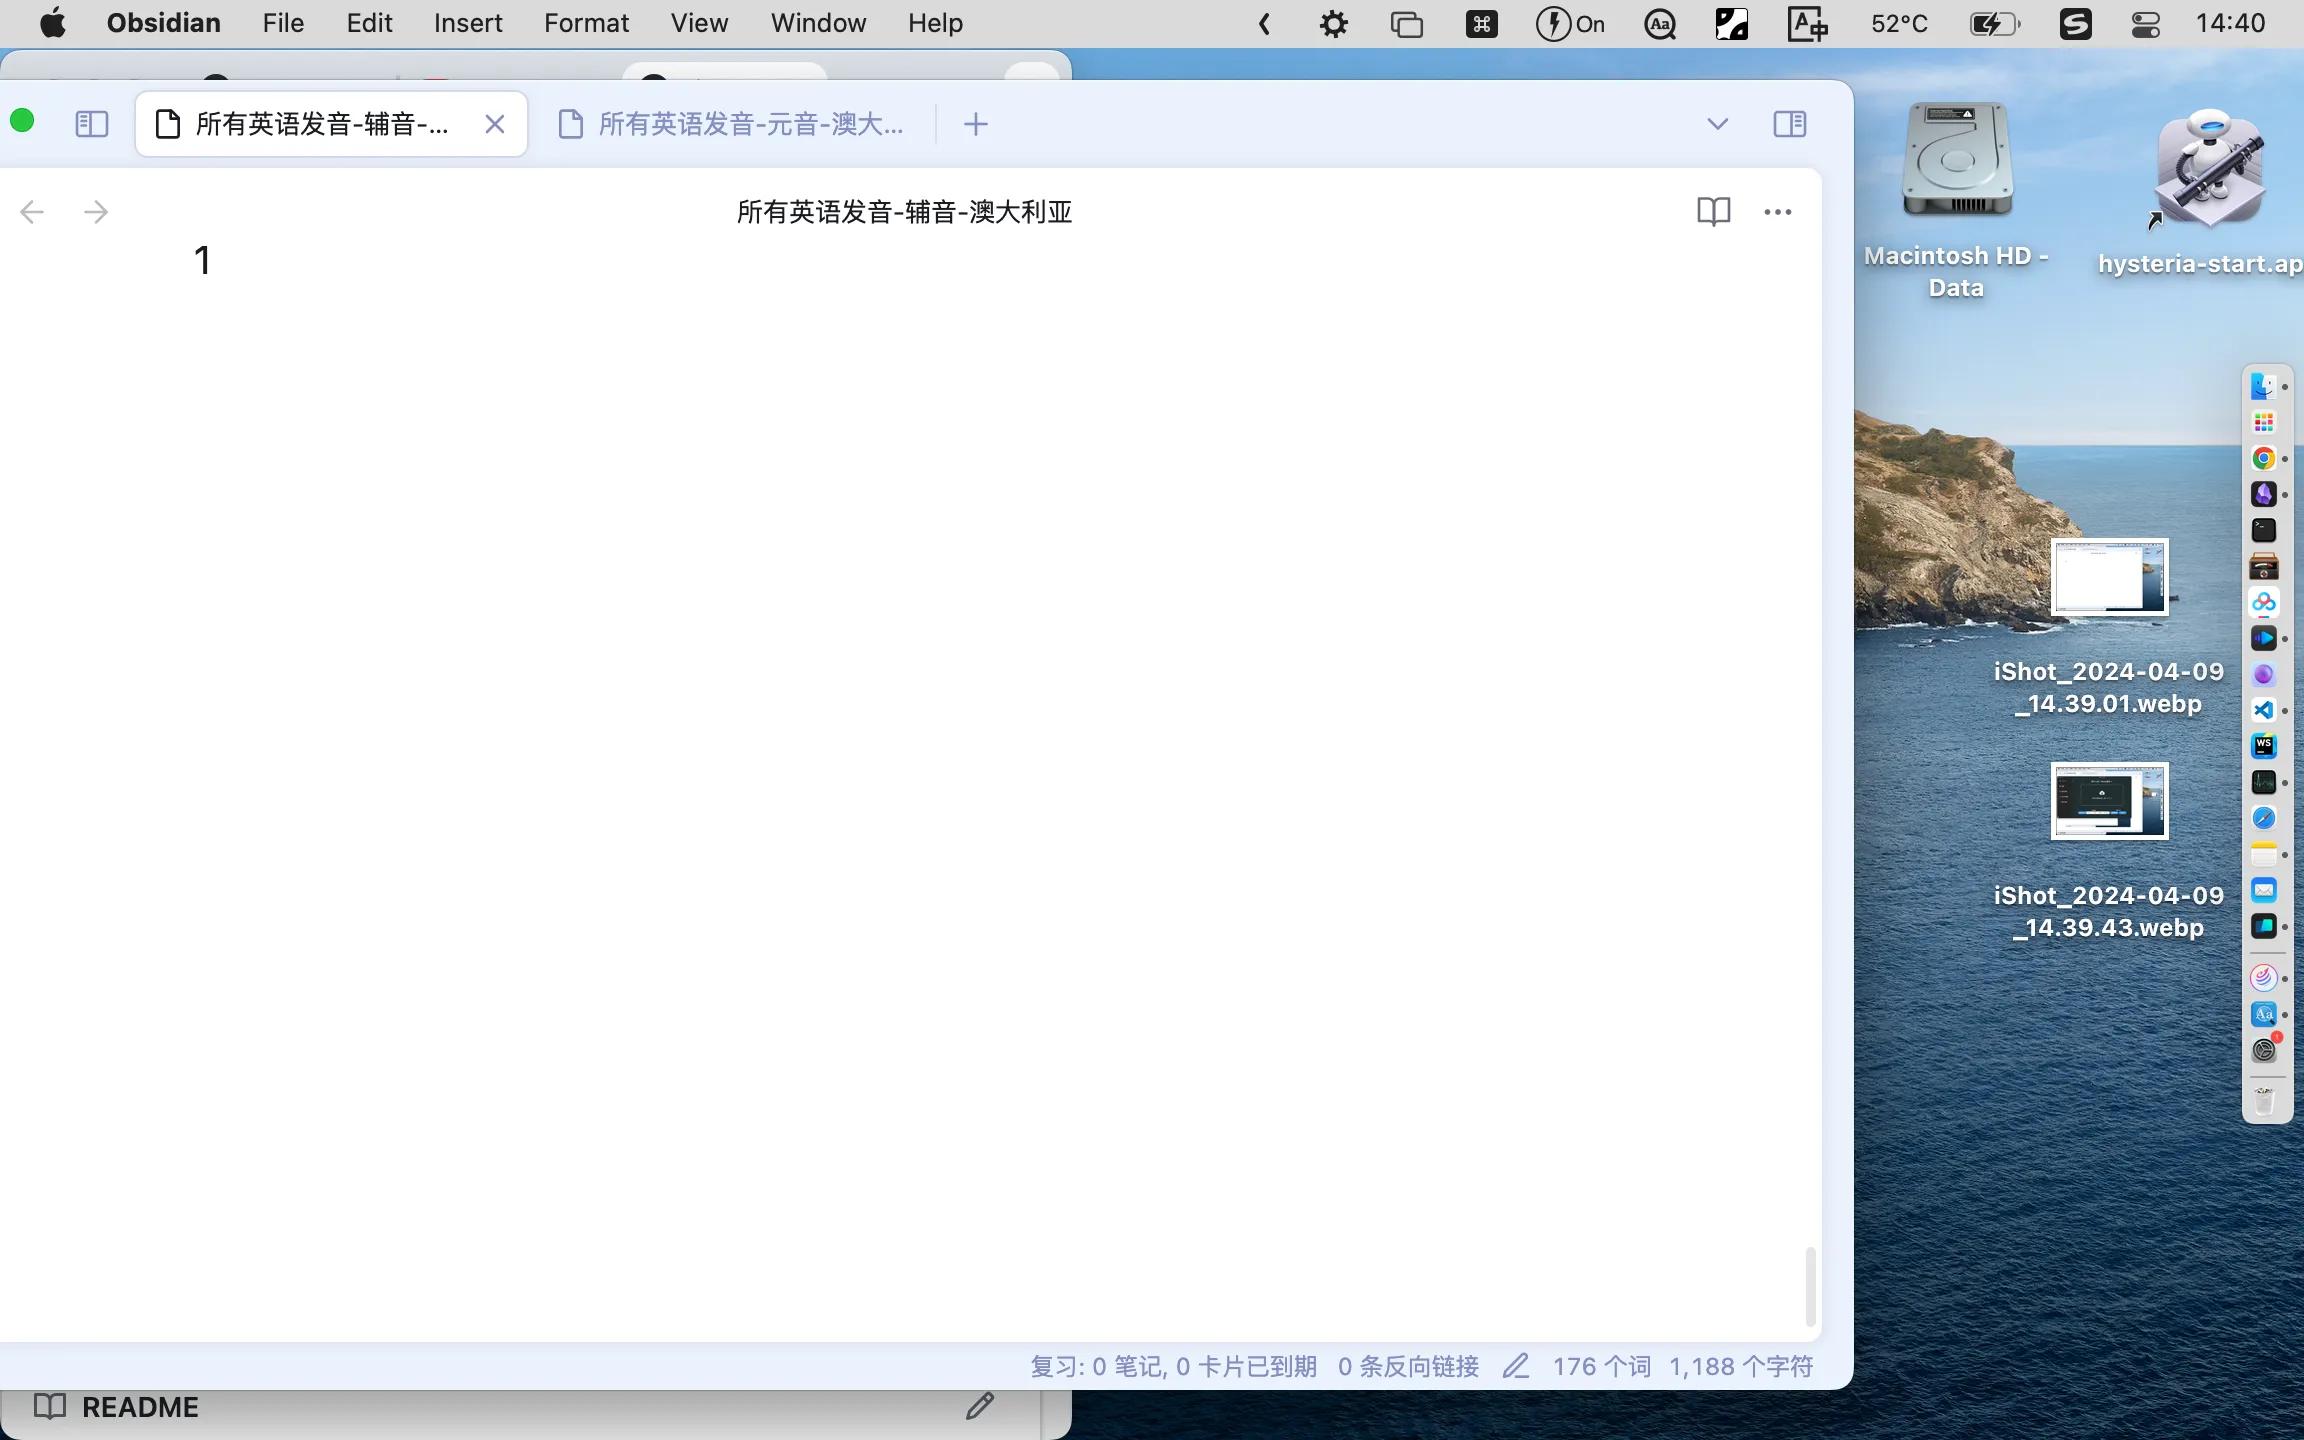 Obsidian File Edit Insert Format View Window Help On 52°C 14:40
所有英语发音-辅音-... 所有英语发音-元音-澳大...
所有英语发音-辅音-澳大利亚
1
Macintosh HD -
Data
hysteria-start.ap
iShot_2024-04-09
_14.39.01.webp
iShot_2024-04-09
_14.39.43.webp
复习: 0 笔记, 0 卡片已到期 0 条反向链接 176 个词 1,188 个字符
README